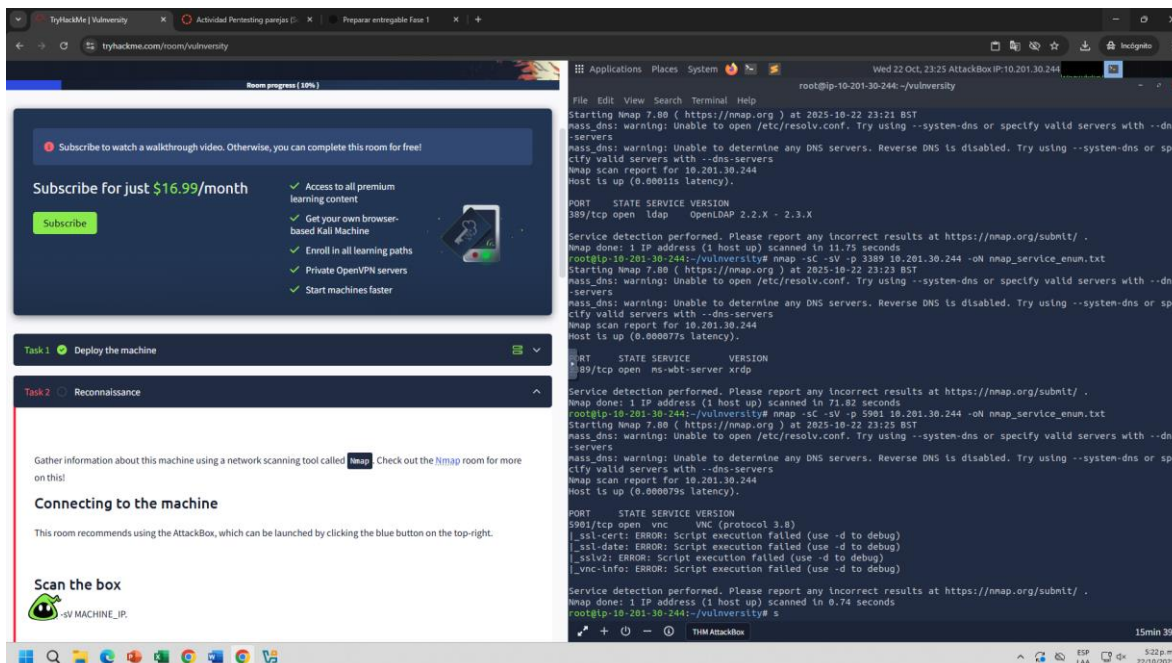 TryHackMe | Vulnversity
Actividad Pentesting parejas (S
Preparar entregable Fase 1
tryhackme.com/room/vulnversity
Incógnito
Room progress ( 10% )
Subscribe to watch a walkthrough video. Otherwise, you can complete this room for free!
Subscribe for just $16.99/month
Subscribe
Access to all premium
learning content
Get your own browser-
based Kali Machine
Enroll in all learning paths
Private OpenVPN servers
Start machines faster
Task 1 Deploy the machine
Task 2 Reconnaissance
Gather information about this machine using a network scanning tool called Nmap. Check out the Nmap room for more
on this!
Connecting to the machine
This room recommends using the AttackBox, which can be launched by clicking the blue button on the top-right.
Scan the box
-sV MACHINE_IP.
Applications Places System Wed 22 Oct, 23:25 AttackBox IP:10.201.30.244
root@ip-10-201-30-244: ~/vulnversity
File Edit View Search Terminal Help
Starting Nmap 7.80 ( https://nmap.org ) at 2025-10-22 23:21 BST
mass_dns: warning: Unable to open /etc/resolv.conf. Try using --system-dns or specify valid servers with --dn
-servers
mass_dns: warning: Unable to determine any DNS servers. Reverse DNS is disabled. Try using --system-dns or sp
cify valid servers with --dns-servers
Nmap scan report for 10.201.30.244
Host is up (0.00011s latency).
PORT STATE SERVICE VERSION
389/tcp open ldap OpenLDAP 2.2.X - 2.3.X
Service detection performed. Please report any incorrect results at https://nmap.org/submit/ .
Nmap done: 1 IP address (1 host up) scanned in 11.75 seconds
root@ip-10-201-30-244:~/vulnversity# nmap -sC -sV -p 3389 10.201.30.244 -oN nmap_service_enum.txt
Starting Nmap 7.80 ( https://nmap.org ) at 2025-10-22 23:23 BST
mass_dns: warning: Unable to open /etc/resolv.conf. Try using --system-dns or specify valid servers with --dn
-servers
mass_dns: warning: Unable to determine any DNS servers. Reverse DNS is disabled. Try using --system-dns or sp
cify valid servers with --dns-servers
Nmap scan report for 10.201.30.244
Host is up (0.000077s latency).
RT STATE SERVICE VERSION
89/tcp open ms-wbt-server xrdp
Service detection performed. Please report any incorrect results at https://nmap.org/submit/ .
Nmap done: 1 IP address (1 host up) scanned in 71.82 seconds
root@ip-10-201-30-244:~/vulnversity# nmap -sC -sV -p 5901 10.201.30.244 -oN nmap_service_enum.txt
Starting Nmap 7.80 ( https://nmap.org ) at 2025-10-22 23:25 BST
mass_dns: warning: Unable to open /etc/resolv.conf. Try using --system-dns or specify valid servers with --dn
-servers
mass_dns: warning: Unable to determine any DNS servers. Reverse DNS is disabled. Try using --system-dns or sp
cify valid servers with --dns-servers
Nmap scan report for 10.201.30.244
Host is up (0.000079s latency).
PORT STATE SERVICE VERSION
5901/tcp open vnc VNC (protocol 3.8)
|_ssl-cert: ERROR: Script execution failed (use -d to debug)
|_ssl-date: ERROR: Script execution failed (use -d to debug)
|_sslv2: ERROR: Script execution failed (use -d to debug)
|_vnc-info: ERROR: Script execution failed (use -d to debug)
Service detection performed. Please report any incorrect results at https://nmap.org/submit/ .
Nmap done: 1 IP address (1 host up) scanned in 0.74 seconds
root@ip-10-201-30-244:~/vulnversity# s
THM AttackBox
15min 39
ESP
LAA
5:22 p.m
22/10/202